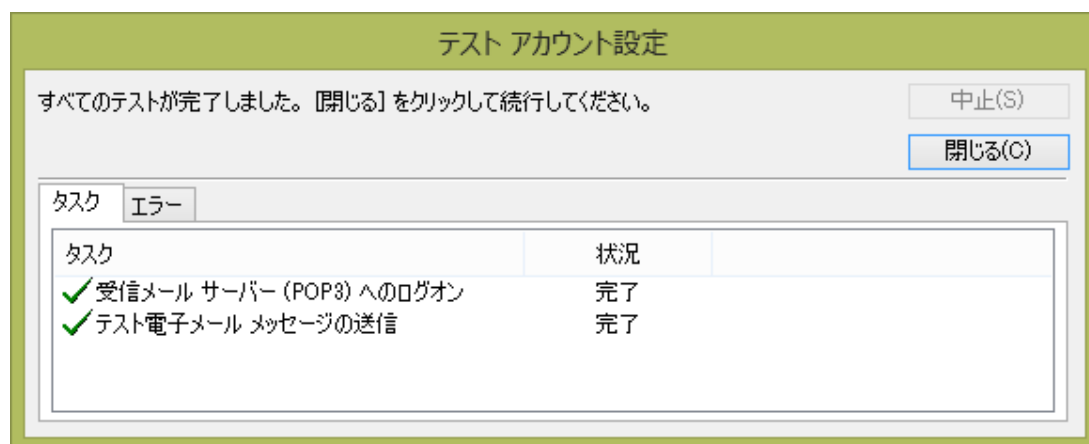 テスト アカウント設定
すべてのテストが完了しました。[閉じる] をクリックして続行してください。
中止(S)
閉じる(C)
タスク エラー
タスク 状況
受信メール サーバー (POP3) へのログオン 完了
テスト電子メール メッセージの送信 完了